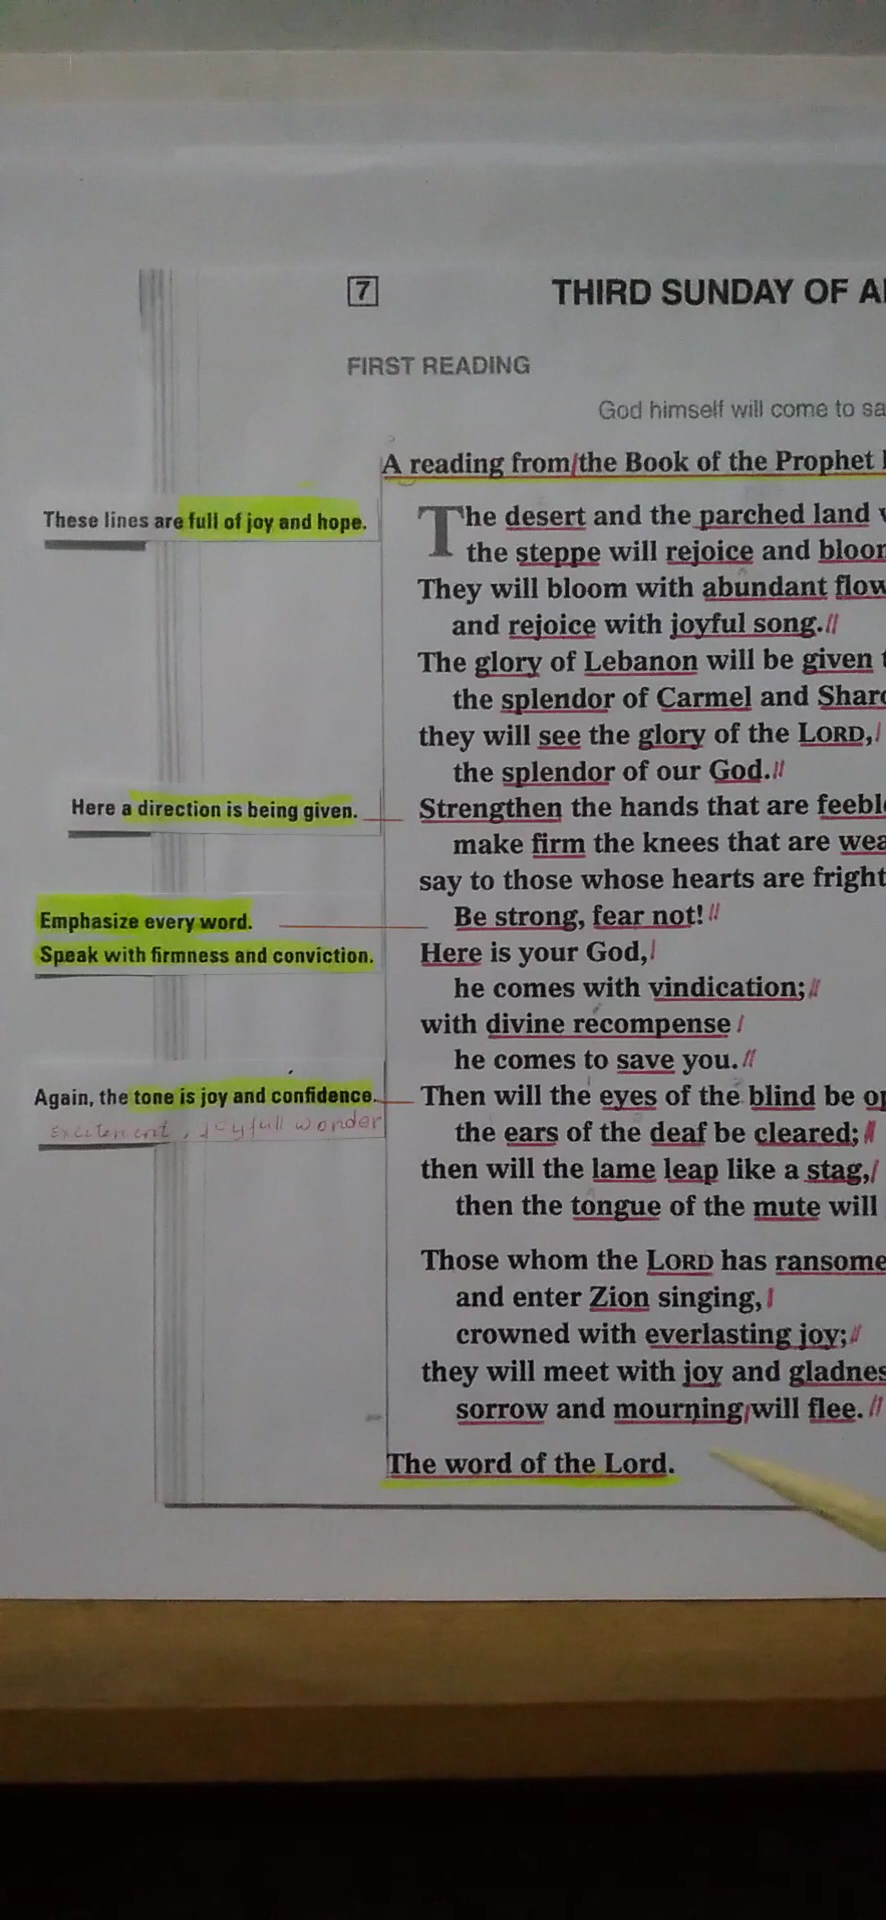 7
THIRD SUNDAY OF A
FIRST READING
God himself will come to sa
A reading from/the Book of the Prophet
These lines are full of joy and hope.
The desert and the parched land
the steppe will rejoice and bloo
They will bloom with abundant flow
and rejoice with joyful song.//
The glory of Lebanon will be given
the splendor of Carmel and Sharo
they will see the glory of the LORD,/
the splendor of our God.//
Here a direction is being given.
Strengthen the hands that are feebl
make firm the knees that are wea
say to those whose hearts are fright
Emphasize every word.
Be strong, fear not!//
Speak with firmness and conviction.
Here is your God,/
he comes with vindication;//
with divine recompense/
he comes to save you.//
Again, the tone is joy and confidence.
Excitement, joyfull wonder
Then will the eyes of the blind be op
the ears of the deaf be cleared;//
then will the lame leap like a stag,/
then the tongue of the mute will
Those whom the LORD has ransome
and enter Zion singing,/
crowned with everlasting joy;//
they will meet with joy and gladnes
sorrow and mourning/will flee.//
The word of the Lord.